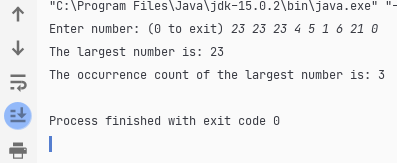 "C:\Program Files\Java\jdk-15.0.2\bin\java.exe" "-
Enter number: (0 to exit) 23 23 23 4 5 1 6 21 0
The largest number is: 23
The occurrence count of the largest number is: 3
Process finished with exit code 0